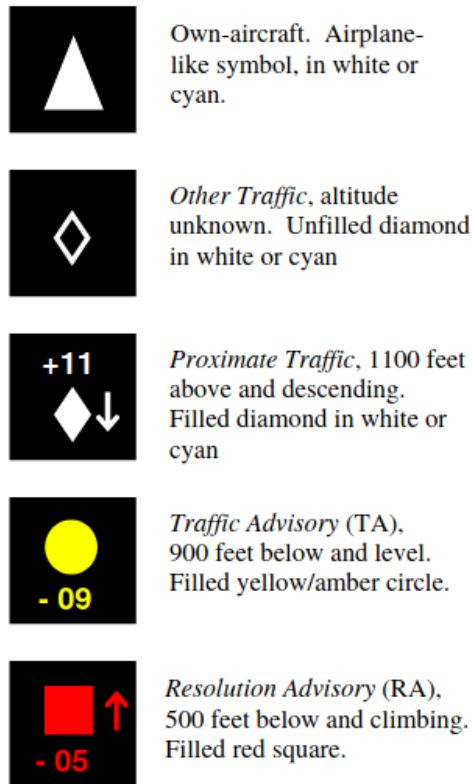 Own-aircraft. Airplane-
like symbol, in white or
cyan.
Other Traffic, altitude
unknown. Unfilled diamond
in white or cyan
+11
Proximate Traffic, 1100 feet
above and descending.
Filled diamond in white or
cyan
Traffic Advisory (TA),
900 feet below and level.
Filled yellow/amber circle.
- 09
Resolution Advisory (RA),
500 feet below and climbing.
Filled red square.
- 05